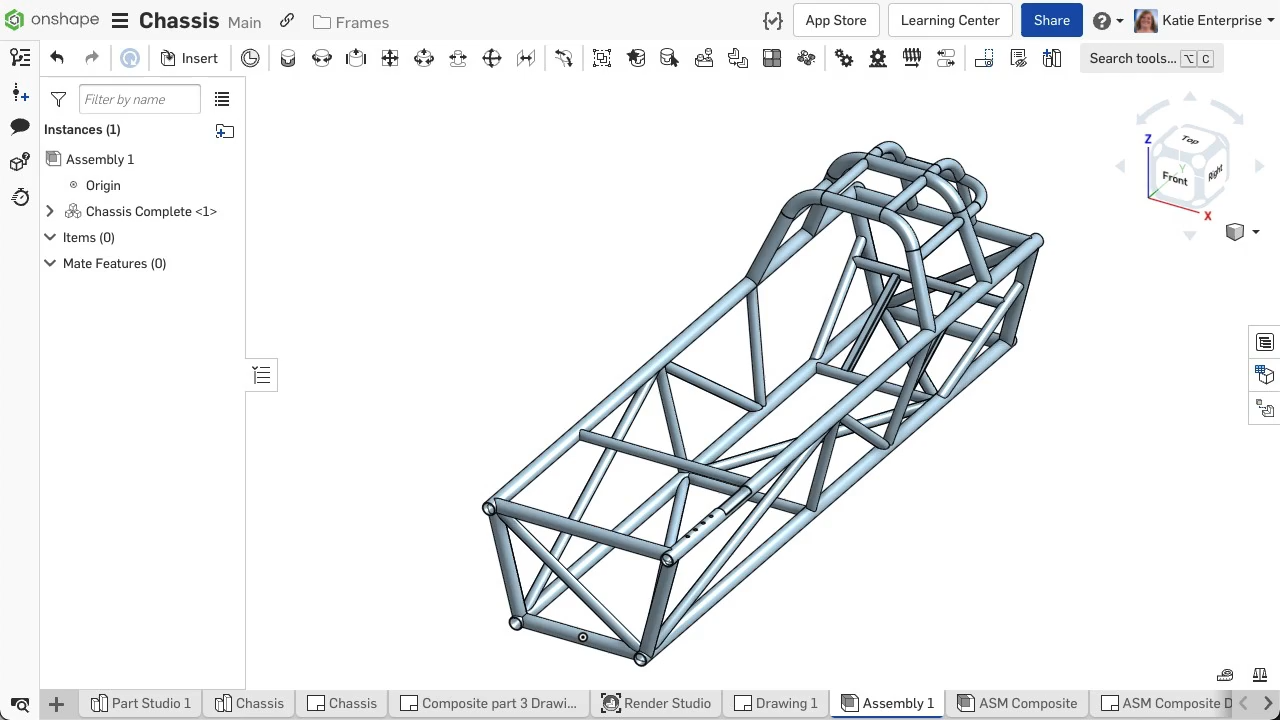 onshape Chassis Main Frames App Store Learning Center Share Katie Enterprise
Insert Search tools... ⌥ C
Filter by name
Instances (1)
Assembly 1
Origin
Chassis Complete <1>
Items (0)
Mate Features (0)
Z
Top
Y
Front
Right
X
Part Studio 1 Chassis Chassis Composite part 3 Drawi... Render Studio Drawing 1 Assembly 1 ASM Composite ASM Composite D